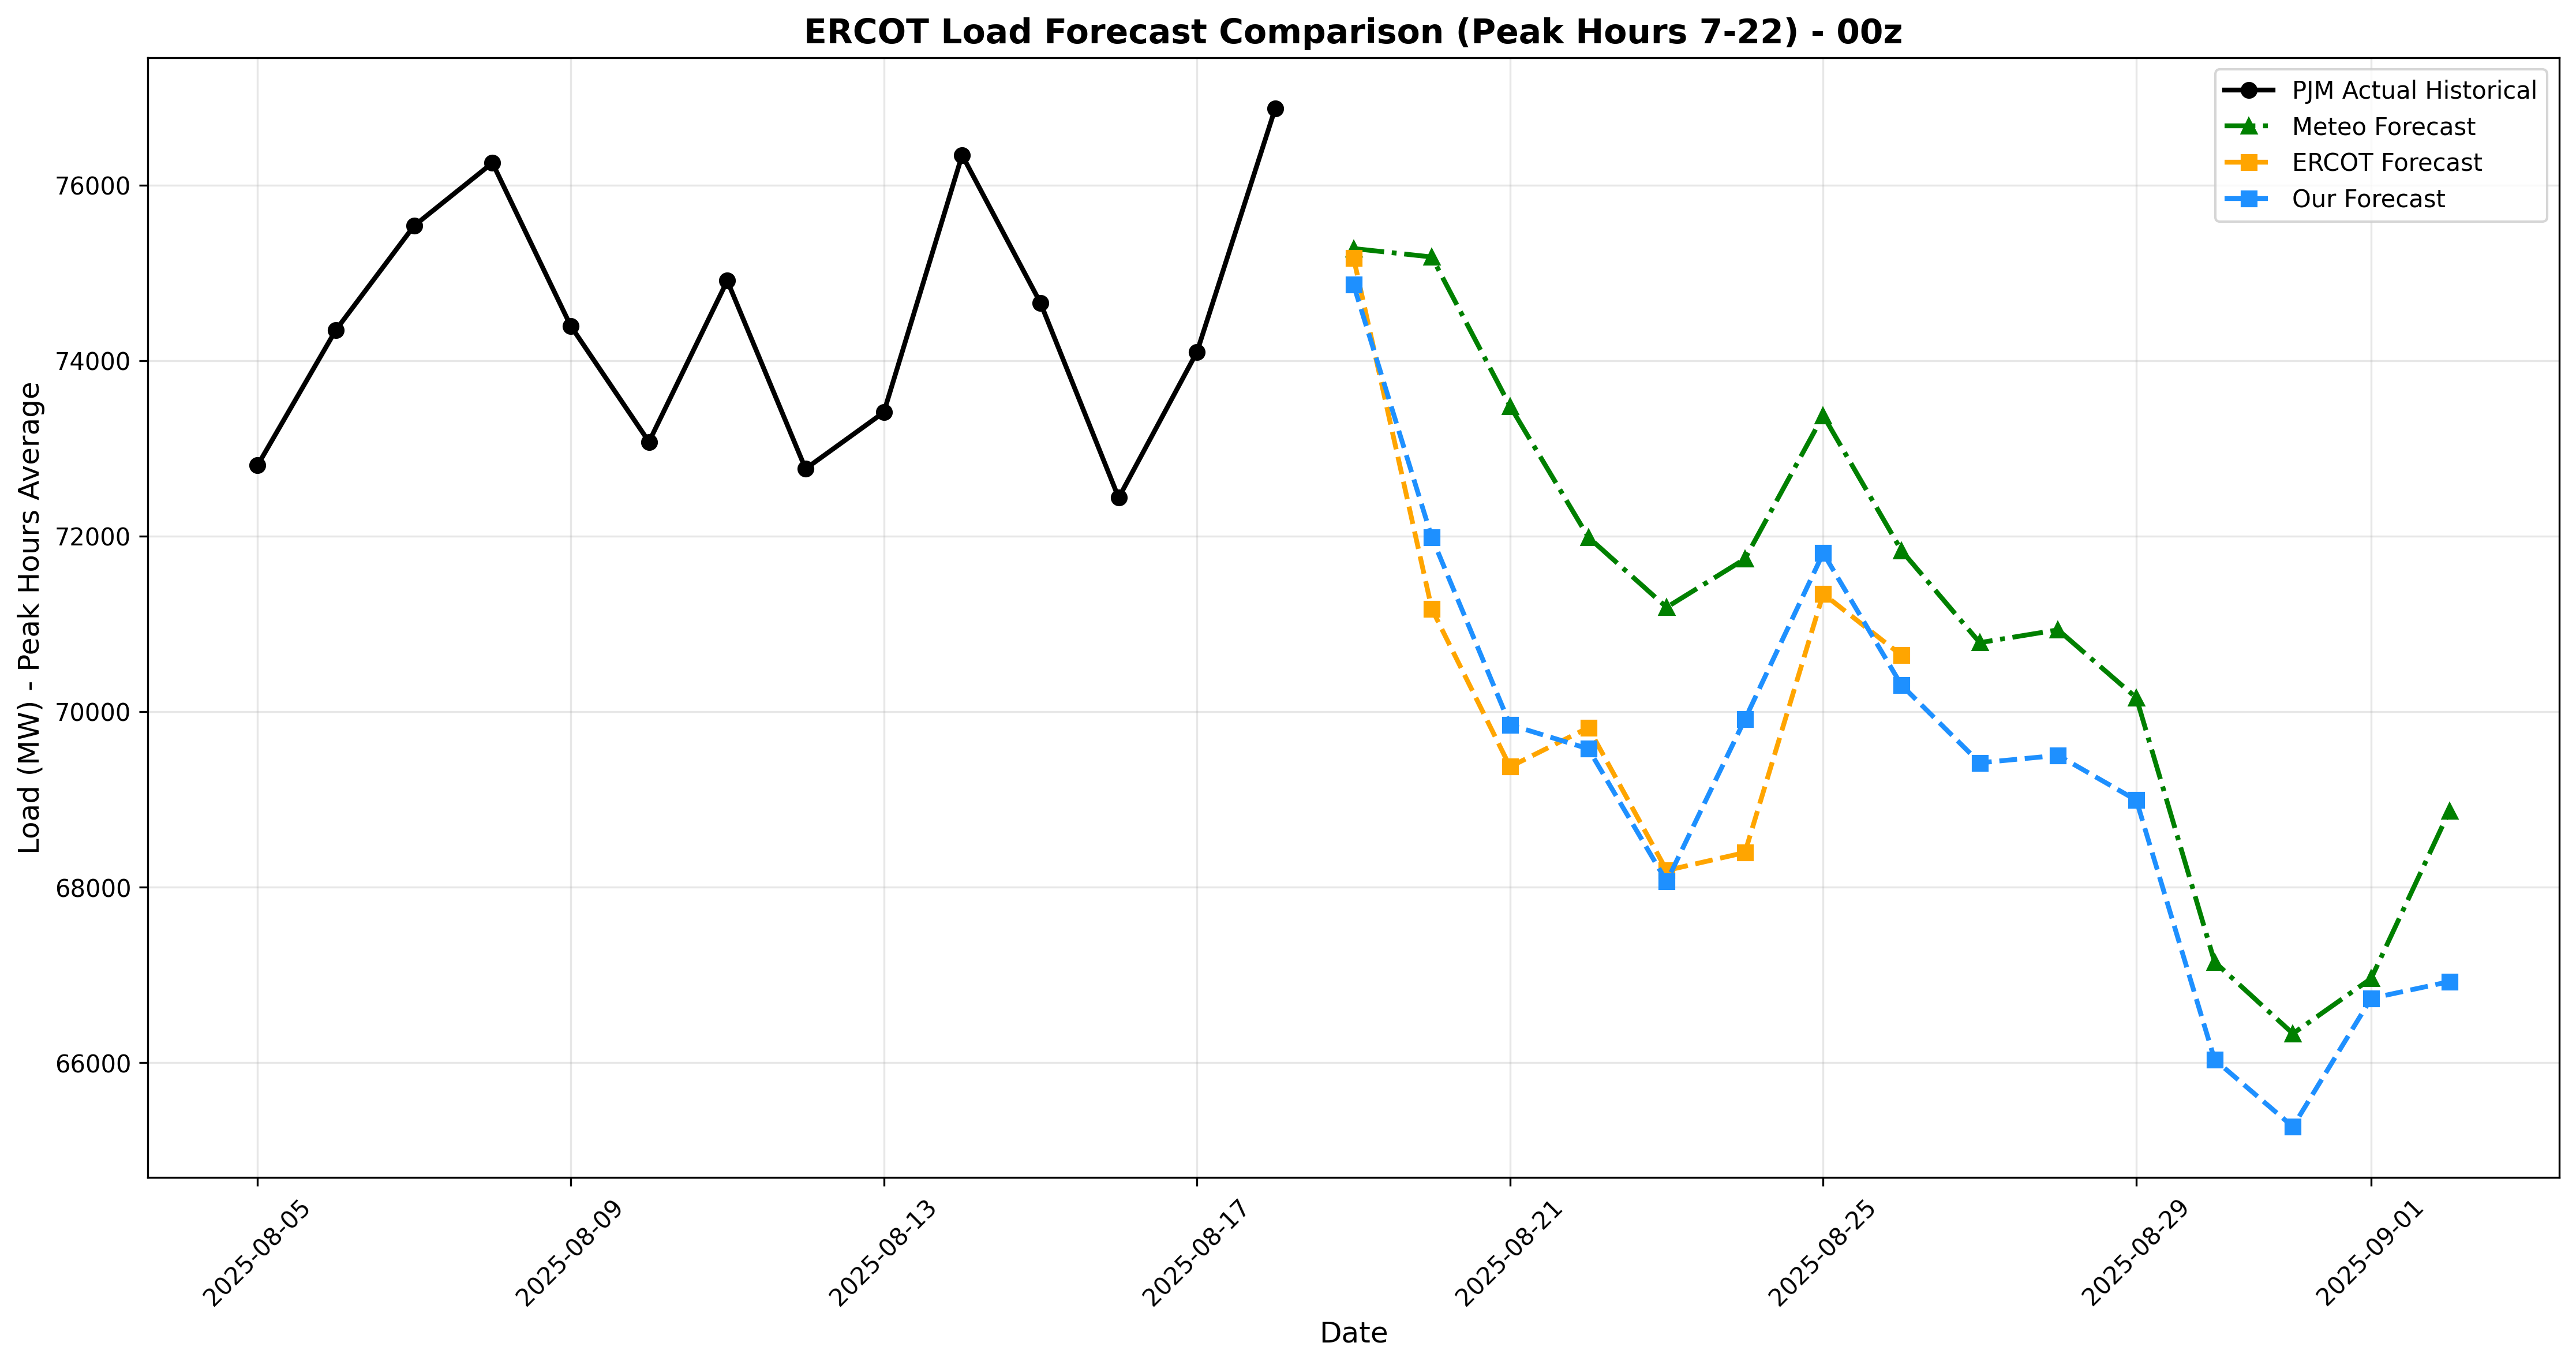 ERCOT Load Forecast Comparison (Peak Hours 7-22) - 00z
PJM Actual Historical
Meteo Forecast
ERCOT Forecast
Our Forecast
Load (MW) - Peak Hours Average
76000
74000
72000
70000
68000
66000
2025-08-05
2025-08-09
2025-08-13
2025-08-17
2025-08-21
2025-08-25
2025-08-29
2025-09-01
Date